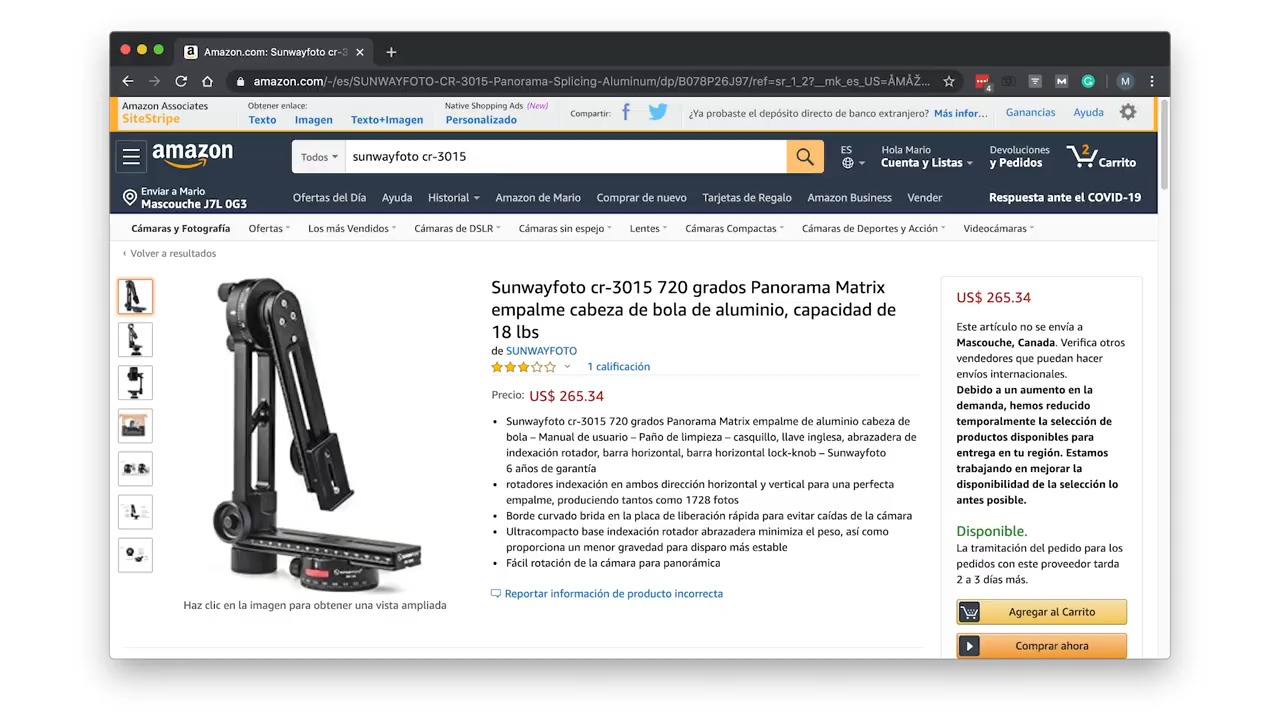 Amazon.com: Sunwayfoto cr-3
amazon.com/-/es/SUNWAYFOTO-CR-3015-Panorama-Splicing-Aluminum/dp/B078P26J97/ref=sr_1_2?__mk_es_US=ÅMÅŽ...
4
M
M
Amazon Associates
SiteStripe
Obtener enlace:
Texto Imagen Texto+Imagen
Native Shopping Ads (New)
Personalizado
Compartir:
¿Ya probaste el depósito directo de banco extranjero? Más infor...
Ganancias
Ayuda
amazon
Todos
sunwayfoto cr-3015
ES
Hola Mario
Cuenta y Listas
Devoluciones
y Pedidos
2
Carrito
Enviar a Mario
Mascouche J7L 0G3
Ofertas del Día Ayuda Historial Amazon de Mario Comprar de nuevo Tarjetas de Regalo Amazon Business Vender
Respuesta ante el COVID-19
Cámaras y Fotografía Ofertas Los más Vendidos Cámaras de DSLR Cámaras sin espejo Lentes Cámaras Compactas Cámaras de Deportes y Acción Videocámaras
‹ Volver a resultados
Haz clic en la imagen para obtener una vista ampliada
Sunwayfoto cr-3015 720 grados Panorama Matrix
empalme cabeza de bola de aluminio, capacidad de
18 lbs
de SUNWAYFOTO
1 calificación
Precio: US$ 265.34
• Sunwayfoto cr-3015 720 grados Panorama Matrix empalme de aluminio cabeza de
bola – Manual de usuario – Paño de limpieza – casquillo, llave inglesa, abrazadera de
indexación rotador, barra horizontal, barra horizontal lock-knob – Sunwayfoto
6 años de garantía
• rotadores indexación en ambos dirección horizontal y vertical para una perfecta
empalme, produciendo tantos como 1728 fotos
• Borde curvado brida en la placa de liberación rápida para evitar caídas de la cámara
• Ultracompacto base indexación rotador abrazadera minimiza el peso, así como
proporciona un menor gravedad para disparo más estable
• Fácil rotación de la cámara para panorámica
Reportar información de producto incorrecta
US$ 265.34
Este artículo no se envía a
Mascouche, Canada. Verifica otros
vendedores que puedan hacer
envíos internacionales.
Debido a un aumento en la
demanda, hemos reducido
temporalmente la selección de
productos disponibles para
entrega en tu región. Estamos
trabajando en mejorar la
disponibilidad de la selección lo
antes posible.
Disponible.
La tramitación del pedido para los
pedidos con este proveedor tarda
2 a 3 días más.
Agregar al Carrito
Comprar ahora